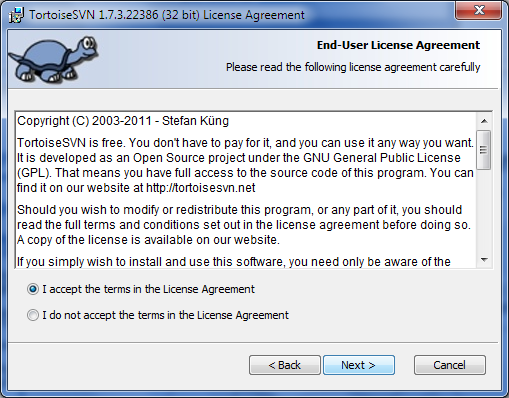 TortoiseSVN 1.7.3.22386 (32 bit) License Agreement
End-User License Agreement
Please read the following license agreement carefully
Copyright (C) 2003-2011 - Stefan Küng
TortoiseSVN is free. You don't have to pay for it, and you can use it any way you want.
It is developed as an Open Source project under the GNU General Public License
(GPL). That means you have full access to the source code of this program. You can
find it on our website at http://tortoisesvn.net
Should you wish to modify or redistribute this program, or any part of it, you should
read the full terms and conditions set out in the license agreement before doing so.
A copy of the license is available on our website.
If you simply wish to install and use this software, you need only be aware of the
I accept the terms in the License Agreement
I do not accept the terms in the License Agreement
< Back Next > Cancel